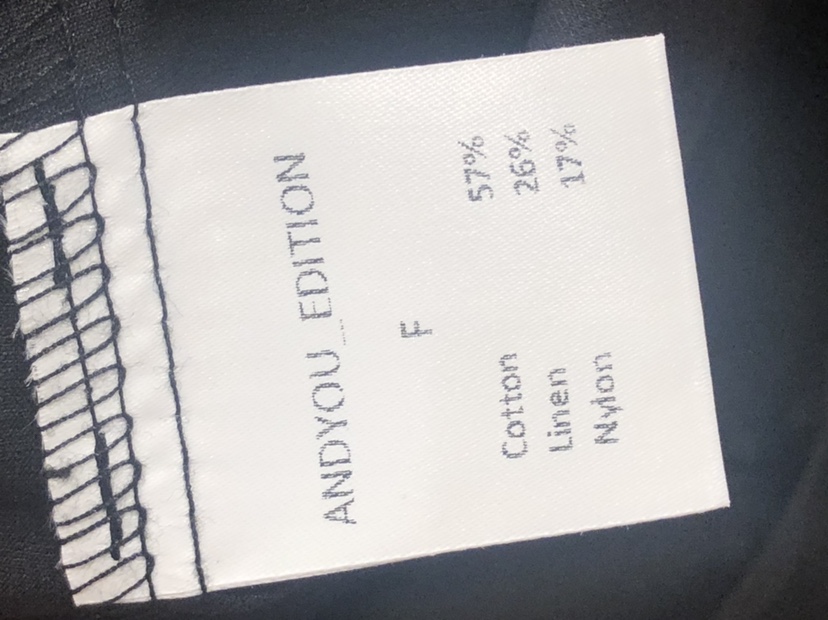 ANDYOU_EDITION
F
Cotton 57%
Linen 26%
Nylon 17%